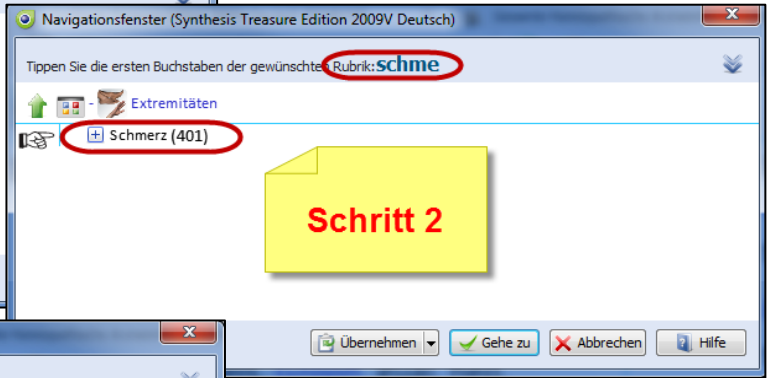 Navigationsfenster (Synthesis Treasure Edition 2009V Deutsch)
Tippen Sie die ersten Buchstaben der gewünschten Rubrik:schme
- Extremitäten
Schmerz (401)
Schritt 2
Übernehmen
Gehe zu
Abbrechen
Hilfe